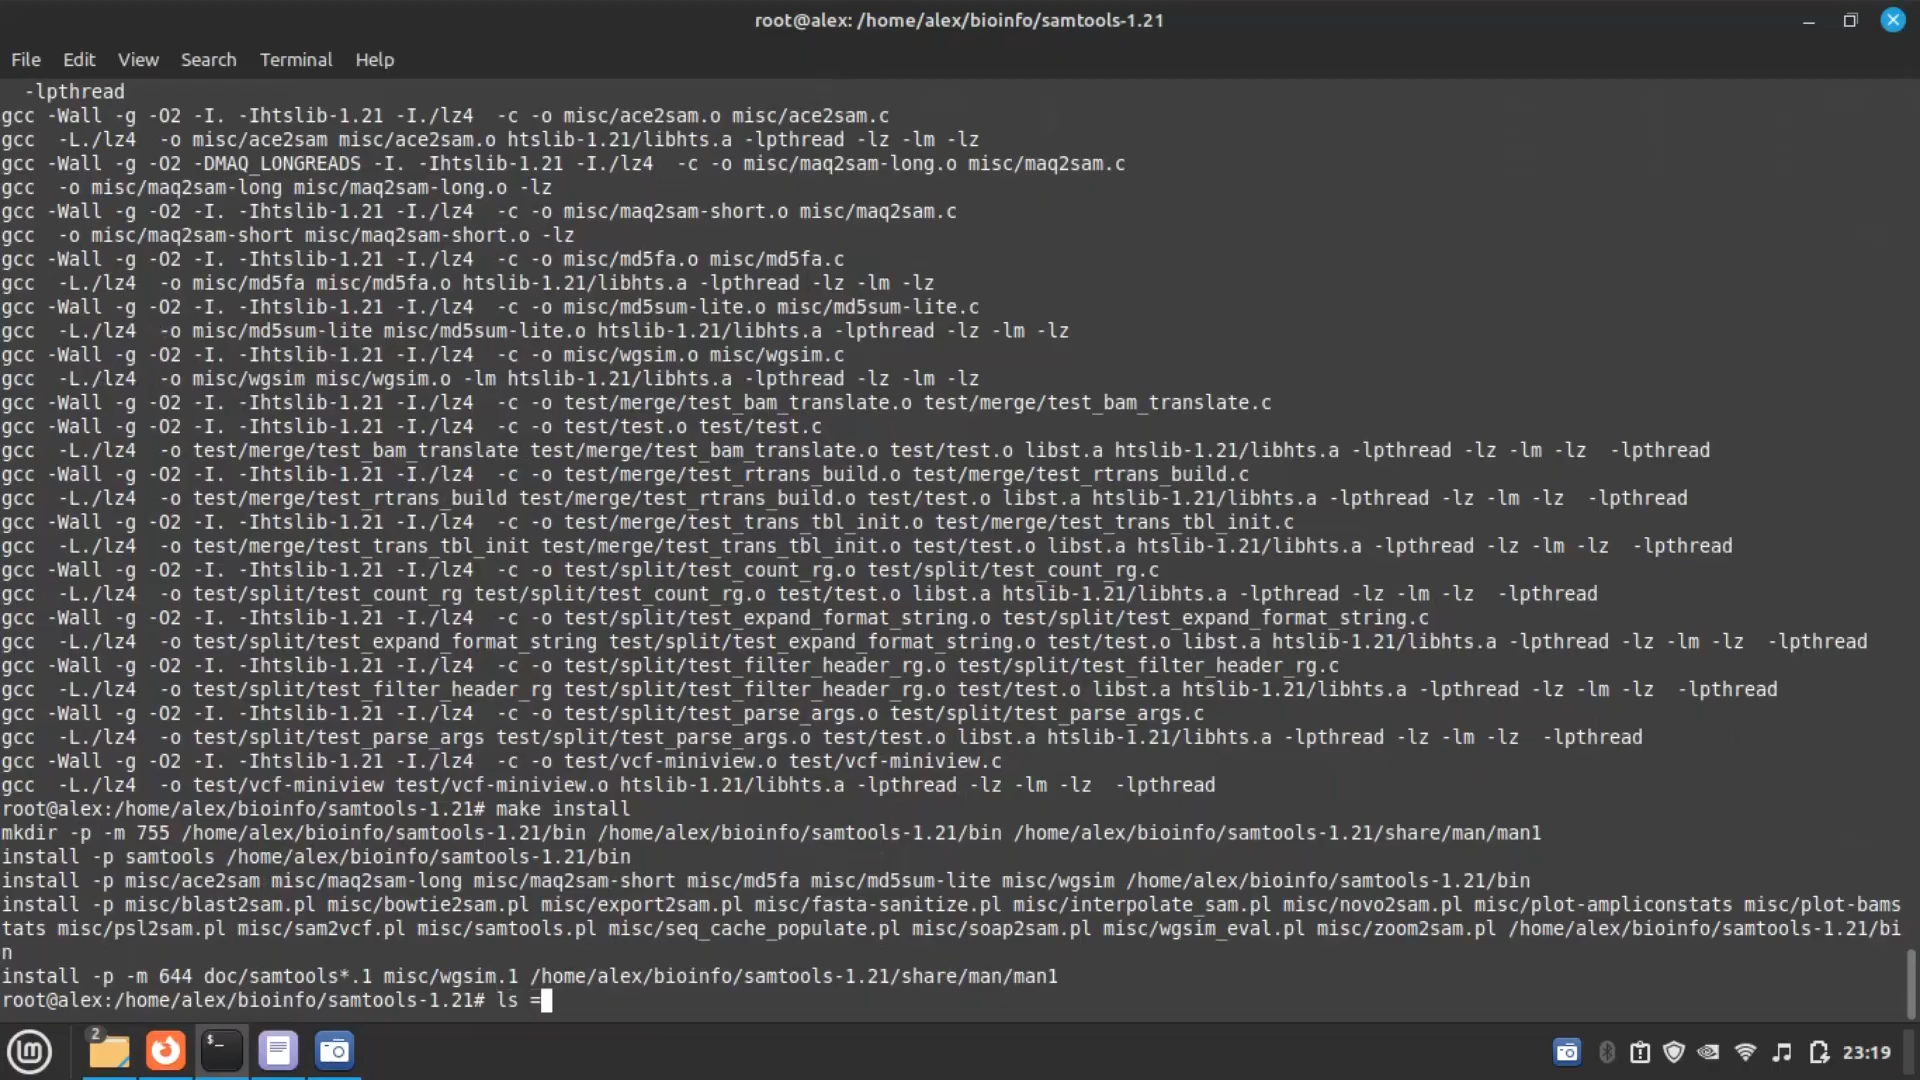 root@alex: /home/alex/bioinfo/samtools-1.21
File Edit View Search Terminal Help
  -lpthread
gcc -Wall -g -O2 -I. -Ihtslib-1.21 -I./lz4  -c -o misc/ace2sam.o misc/ace2sam.c
gcc  -L./lz4  -o misc/ace2sam misc/ace2sam.o htslib-1.21/libhts.a -lpthread -lz -lm -lz
gcc -Wall -g -O2 -DMAQ_LONGREADS -I. -Ihtslib-1.21 -I./lz4  -c -o misc/maq2sam-long.o misc/maq2sam.c
gcc  -o misc/maq2sam-long misc/maq2sam-long.o -lz
gcc -Wall -g -O2 -I. -Ihtslib-1.21 -I./lz4  -c -o misc/maq2sam-short.o misc/maq2sam.c
gcc  -o misc/maq2sam-short misc/maq2sam-short.o -lz
gcc -Wall -g -O2 -I. -Ihtslib-1.21 -I./lz4  -c -o misc/md5fa.o misc/md5fa.c
gcc  -L./lz4  -o misc/md5fa misc/md5fa.o htslib-1.21/libhts.a -lpthread -lz -lm -lz
gcc -Wall -g -O2 -I. -Ihtslib-1.21 -I./lz4  -c -o misc/md5sum-lite.o misc/md5sum-lite.c
gcc  -L./lz4  -o misc/md5sum-lite misc/md5sum-lite.o htslib-1.21/libhts.a -lpthread -lz -lm -lz
gcc -Wall -g -O2 -I. -Ihtslib-1.21 -I./lz4  -c -o misc/wgsim.o misc/wgsim.c
gcc  -L./lz4  -o misc/wgsim misc/wgsim.o -lm htslib-1.21/libhts.a -lpthread -lz -lm -lz
gcc -Wall -g -O2 -I. -Ihtslib-1.21 -I./lz4  -c -o test/merge/test_bam_translate.o test/merge/test_bam_translate.c
gcc -Wall -g -O2 -I. -Ihtslib-1.21 -I./lz4  -c -o test/test.o test/test.c
gcc  -L./lz4  -o test/merge/test_bam_translate test/merge/test_bam_translate.o test/test.o libst.a htslib-1.21/libhts.a -lpthread -lz -lm -lz  -lpthread
gcc -Wall -g -O2 -I. -Ihtslib-1.21 -I./lz4  -c -o test/merge/test_rtrans_build.o test/merge/test_rtrans_build.c
gcc  -L./lz4  -o test/merge/test_rtrans_build test/merge/test_rtrans_build.o test/test.o libst.a htslib-1.21/libhts.a -lpthread -lz -lm -lz  -lpthread
gcc -Wall -g -O2 -I. -Ihtslib-1.21 -I./lz4  -c -o test/merge/test_trans_tbl_init.o test/merge/test_trans_tbl_init.c
gcc  -L./lz4  -o test/merge/test_trans_tbl_init test/merge/test_trans_tbl_init.o test/test.o libst.a htslib-1.21/libhts.a -lpthread -lz -lm -lz  -lpthread
gcc -Wall -g -O2 -I. -Ihtslib-1.21 -I./lz4  -c -o test/split/test_count_rg.o test/split/test_count_rg.c
gcc  -L./lz4  -o test/split/test_count_rg test/split/test_count_rg.o test/test.o libst.a htslib-1.21/libhts.a -lpthread -lz -lm -lz  -lpthread
gcc -Wall -g -O2 -I. -Ihtslib-1.21 -I./lz4  -c -o test/split/test_expand_format_string.o test/split/test_expand_format_string.c
gcc  -L./lz4  -o test/split/test_expand_format_string test/split/test_expand_format_string.o test/test.o libst.a htslib-1.21/libhts.a -lpthread -lz -lm -lz  -lpthread
gcc -Wall -g -O2 -I. -Ihtslib-1.21 -I./lz4  -c -o test/split/test_filter_header_rg.o test/split/test_filter_header_rg.c
gcc  -L./lz4  -o test/split/test_filter_header_rg test/split/test_filter_header_rg.o test/test.o libst.a htslib-1.21/libhts.a -lpthread -lz -lm -lz  -lpthread
gcc -Wall -g -O2 -I. -Ihtslib-1.21 -I./lz4  -c -o test/split/test_parse_args.o test/split/test_parse_args.c
gcc  -L./lz4  -o test/split/test_parse_args test/split/test_parse_args.o test/test.o libst.a htslib-1.21/libhts.a -lpthread -lz -lm -lz  -lpthread
gcc -Wall -g -O2 -I. -Ihtslib-1.21 -I./lz4  -c -o test/vcf-miniview.o test/vcf-miniview.c
gcc  -L./lz4  -o test/vcf-miniview test/vcf-miniview.o htslib-1.21/libhts.a -lpthread -lz -lm -lz  -lpthread
root@alex:/home/alex/bioinfo/samtools-1.21# make install
mkdir -p -m 755 /home/alex/bioinfo/samtools-1.21/bin /home/alex/bioinfo/samtools-1.21/bin /home/alex/bioinfo/samtools-1.21/share/man/man1
install -p samtools /home/alex/bioinfo/samtools-1.21/bin
install -p misc/ace2sam misc/maq2sam-long misc/maq2sam-short misc/md5fa misc/md5sum-lite misc/wgsim /home/alex/bioinfo/samtools-1.21/bin
install -p misc/blast2sam.pl misc/bowtie2sam.pl misc/export2sam.pl misc/fasta-sanitize.pl misc/interpolate_sam.pl misc/novo2sam.pl misc/plot-ampliconstats misc/plot-bams
tats misc/psl2sam.pl misc/sam2vcf.pl misc/samtools.pl misc/seq_cache_populate.pl misc/soap2sam.pl misc/wgsim_eval.pl misc/zoom2sam.pl /home/alex/bioinfo/samtools-1.21/bi
n
install -p -m 644 doc/samtools*.1 misc/wgsim.1 /home/alex/bioinfo/samtools-1.21/share/man/man1
root@alex:/home/alex/bioinfo/samtools-1.21# ls =
2
$_
23:19